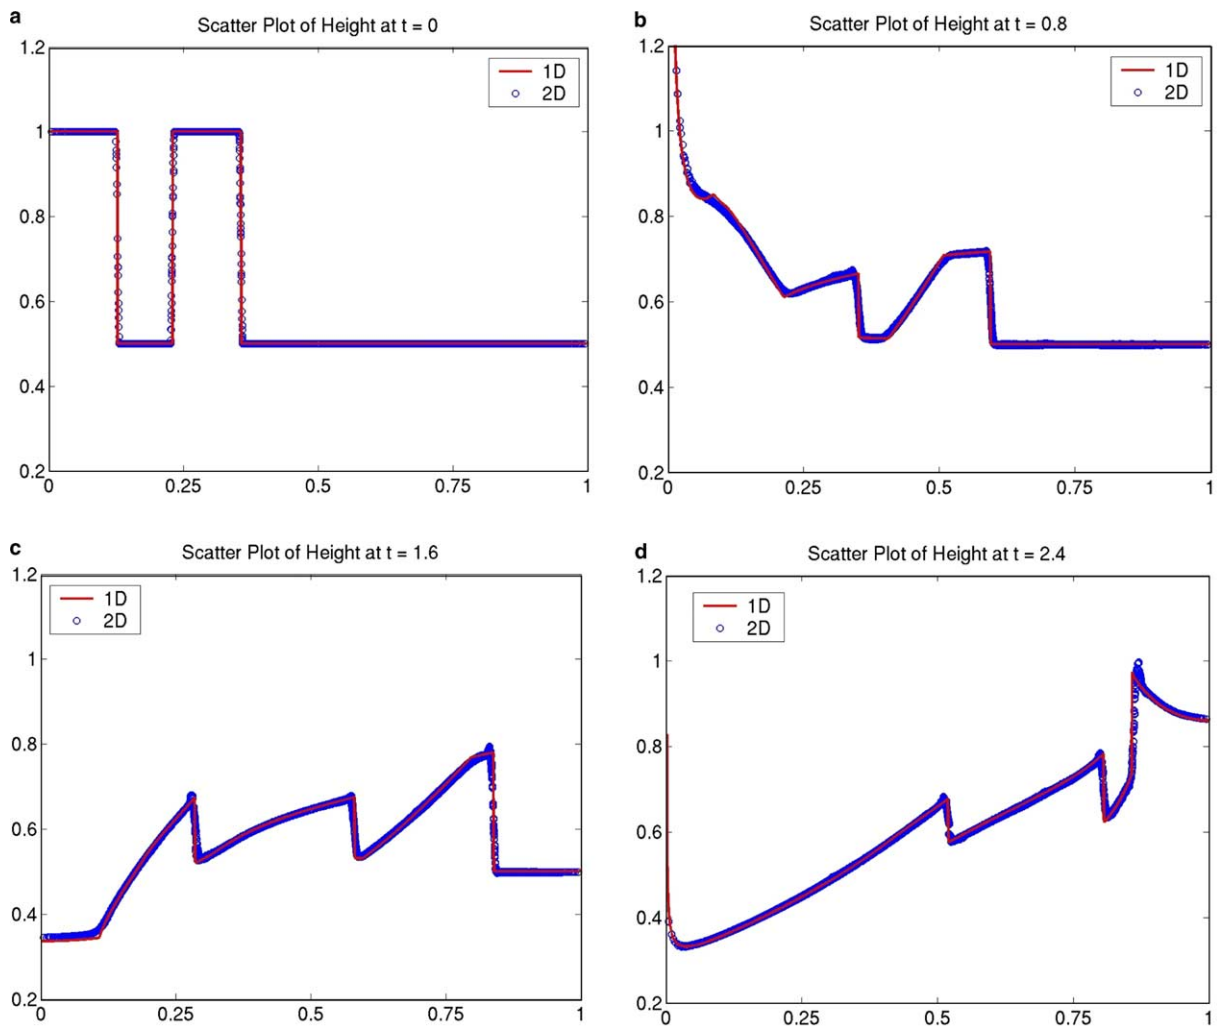 a
Scatter Plot of Height at t = 0
1.2
1
0.8
0.6
0.4
0.2
0
0.25
0.5
0.75
1
1D
2D
b
Scatter Plot of Height at t = 0.8
1.2
1
0.8
0.6
0.4
0.2
0
0.25
0.5
0.75
1
1D
2D
c
Scatter Plot of Height at t = 1.6
1.2
1
0.8
0.6
0.4
0.2
0
0.25
0.5
0.75
1
1D
2D
d
Scatter Plot of Height at t = 2.4
1.2
1
0.8
0.6
0.4
0.2
0
0.25
0.5
0.75
1
1D
2D